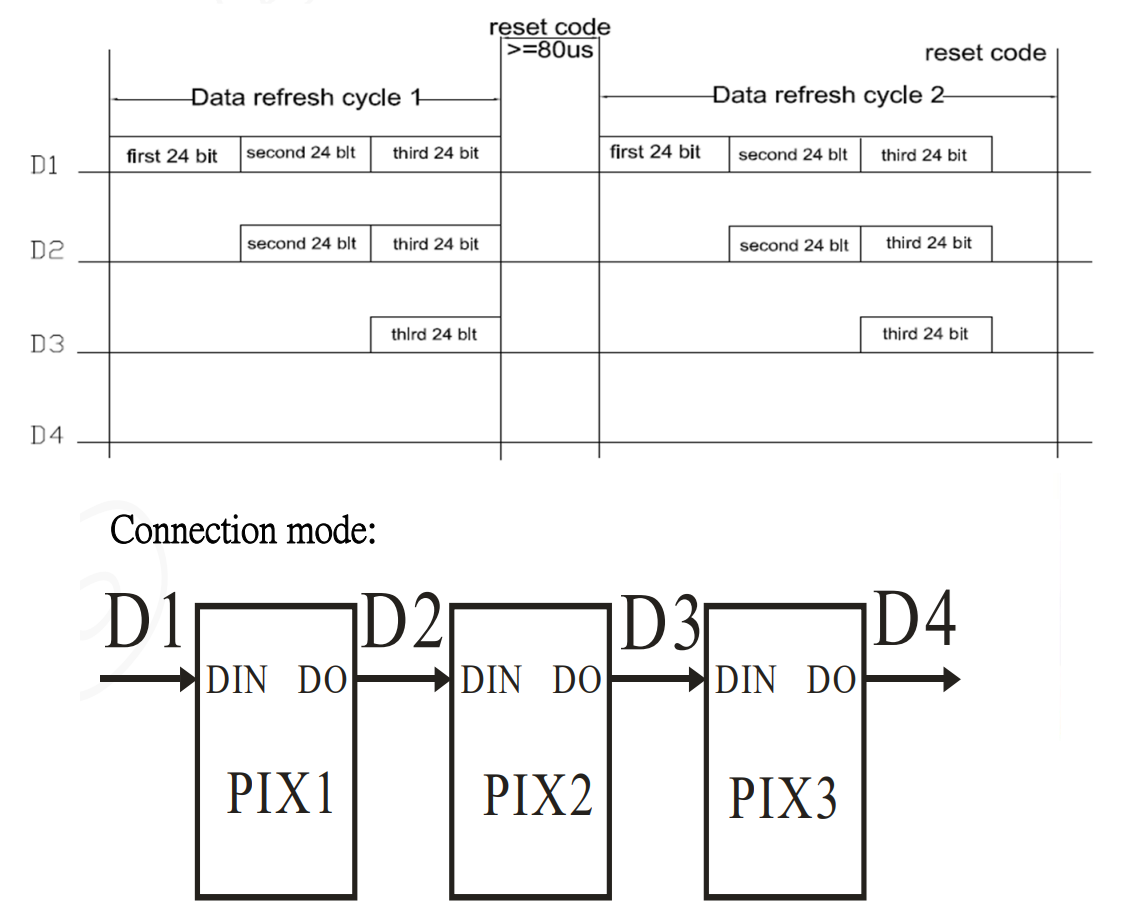 reset code
>=80us
reset code
Data refresh cycle 1
Data refresh cycle 2
D1
first 24 bit
second 24 blt
third 24 bit
first 24 bit
second 24 blt
third 24 bit
D2
second 24 blt
third 24 bit
second 24 blt
third 24 bit
D3
thlrd 24 blt
third 24 bit
D4
Connection mode:
D1
D2
D3
D4
DIN DO
DIN DO
DIN DO
PIX1
PIX2
PIX3